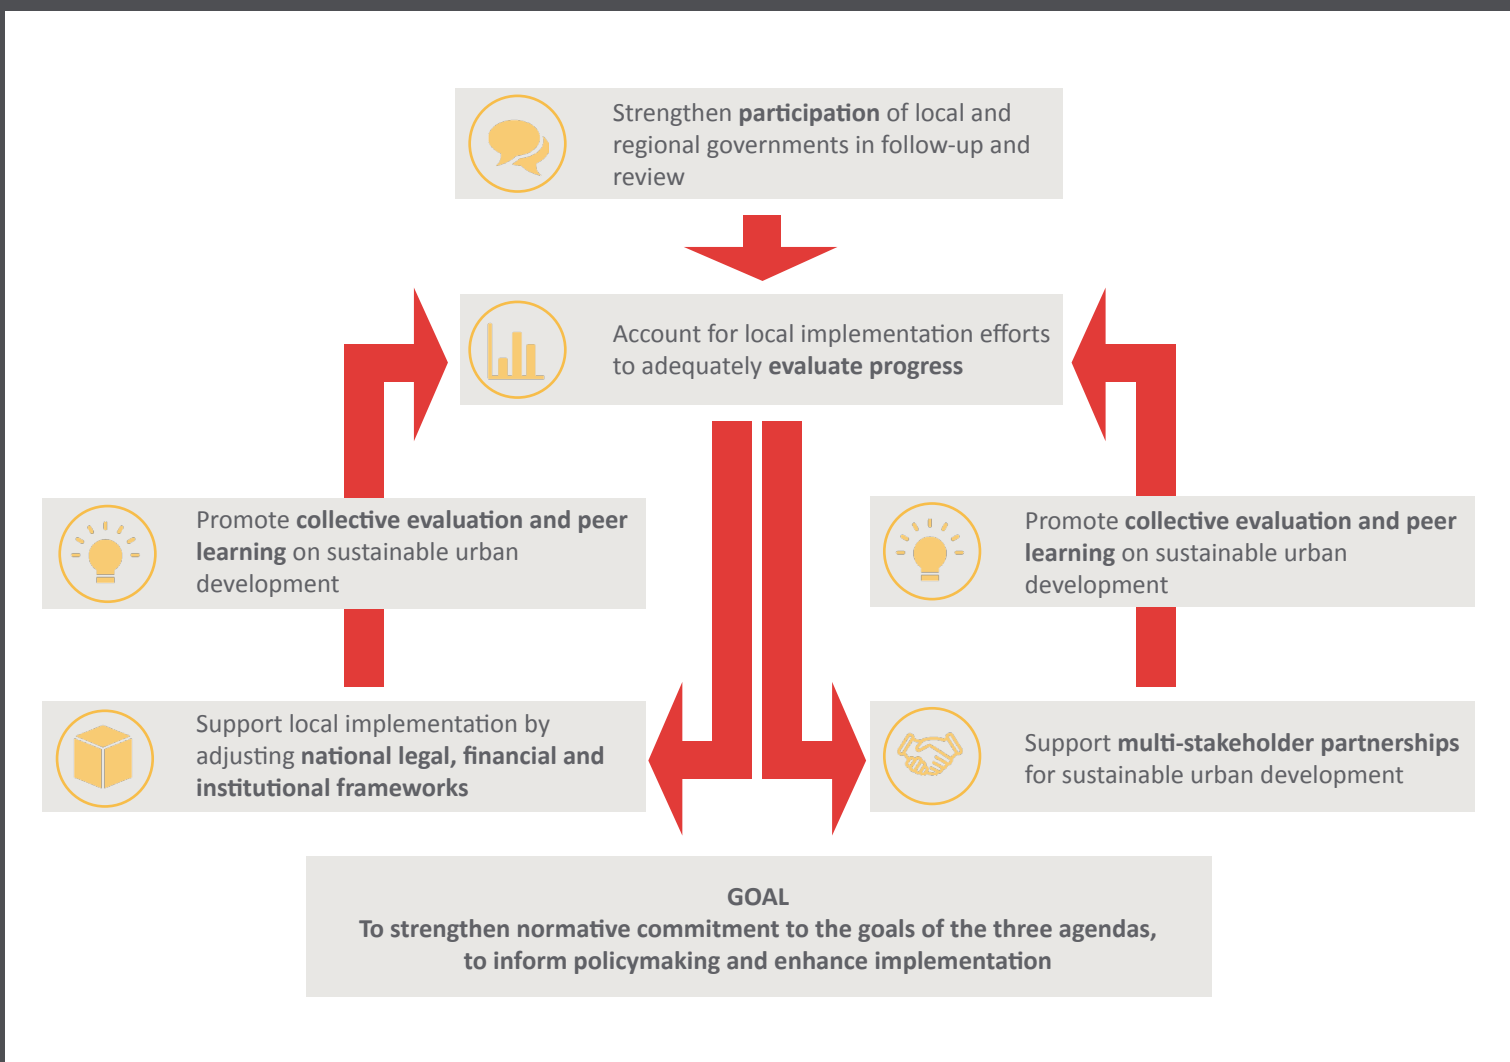 Strengthen participation of local and
regional governments in follow-up and
review
Account for local implementation efforts
to adequately evaluate progress
Promote collective evaluation and peer
learning on sustainable urban
development
Promote collective evaluation and peer
learning on sustainable urban
development
Support local implementation by
adjusting national legal, financial and
institutional frameworks
Support multi-stakeholder partnerships
for sustainable urban development
GOAL
To strengthen normative commitment to the goals of the three agendas,
to inform policymaking and enhance implementation